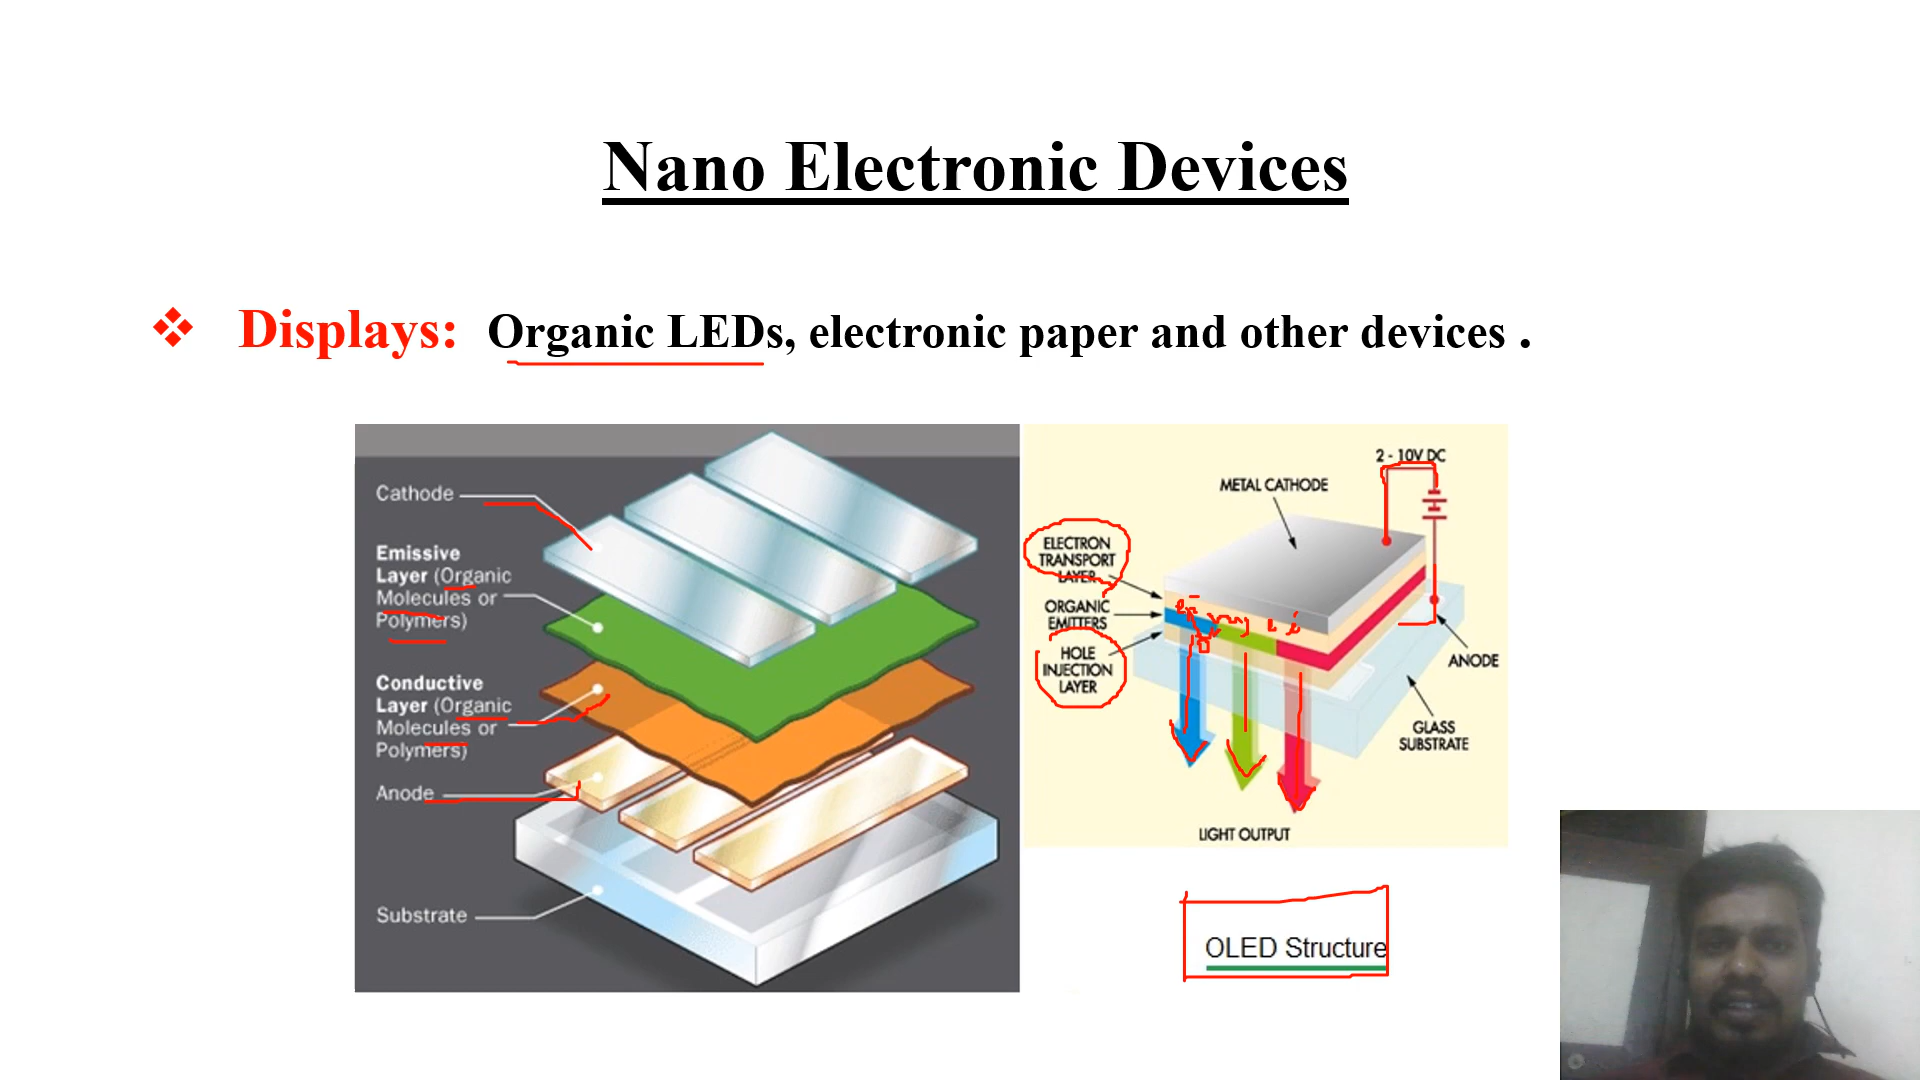 Nano Electronic Devices
❖ Displays: Organic LEDs, electronic paper and other devices .
Cathode
Emissive
Layer (Organic
Molecules or
Polymers)
Conductive
Layer (Organic
Molecules or
Polymers)
Anode
Substrate
2 - 10V DC
METAL CATHODE
ELECTRON
TRANSPORT
LAYER
ORGANIC
EMITTERS
HOLE
INJECTION
LAYER
ANODE
GLASS
SUBSTRATE
LIGHT OUTPUT
OLED Structure